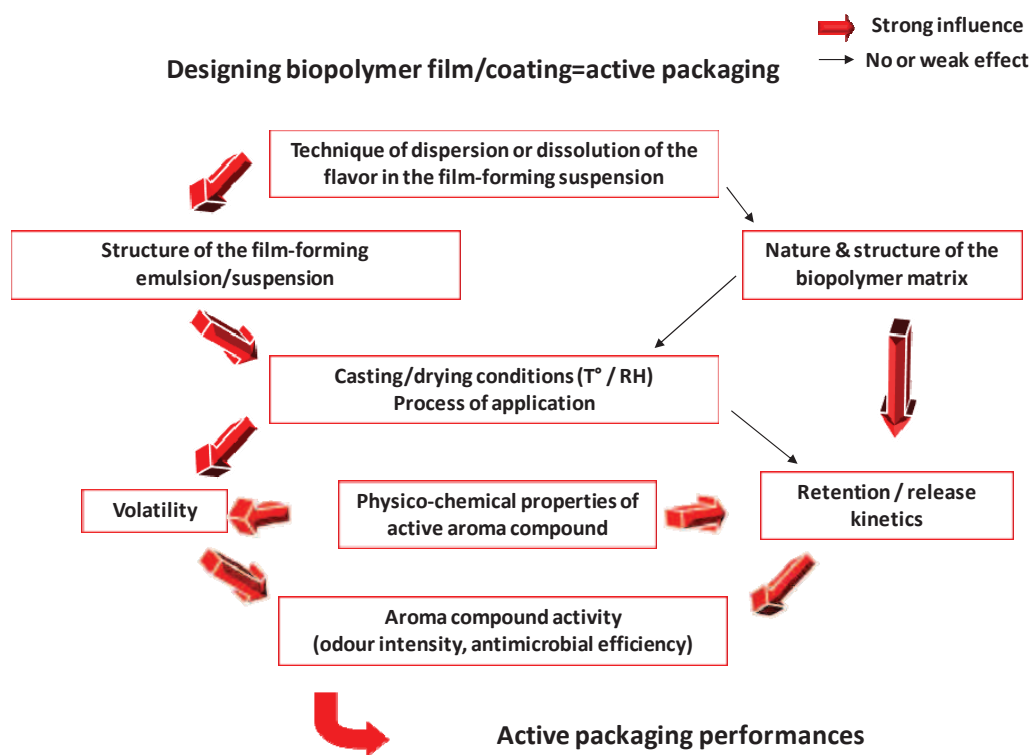 Strong influence
No or weak effect
Designing biopolymer film/coating=active packaging
Technique of dispersion or dissolution of the
flavor in the film-forming suspension
Structure of the film-forming
emulsion/suspension
Nature & structure of the
biopolymer matrix
Casting/drying conditions (T° / RH)
Process of application
Volatility
Physico-chemical properties of
active aroma compound
Retention / release
kinetics
Aroma compound activity
(odour intensity, antimicrobial efficiency)
Active packaging performances